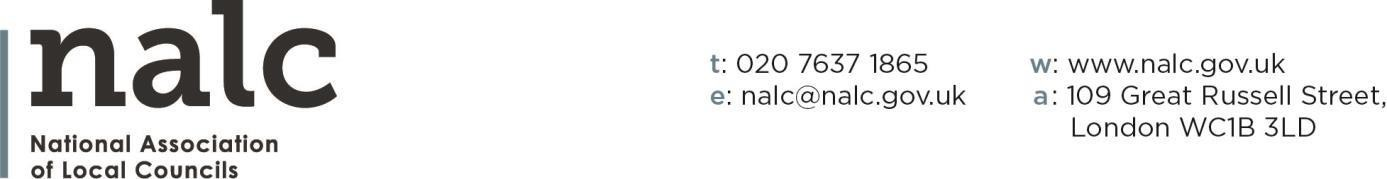 nalc
National Association
of Local Councils
t: 020 7637 1865
e: nalc@nalc.gov.uk
w: www.nalc.gov.uk
a: 109 Great Russell Street,
London WC1B 3LD